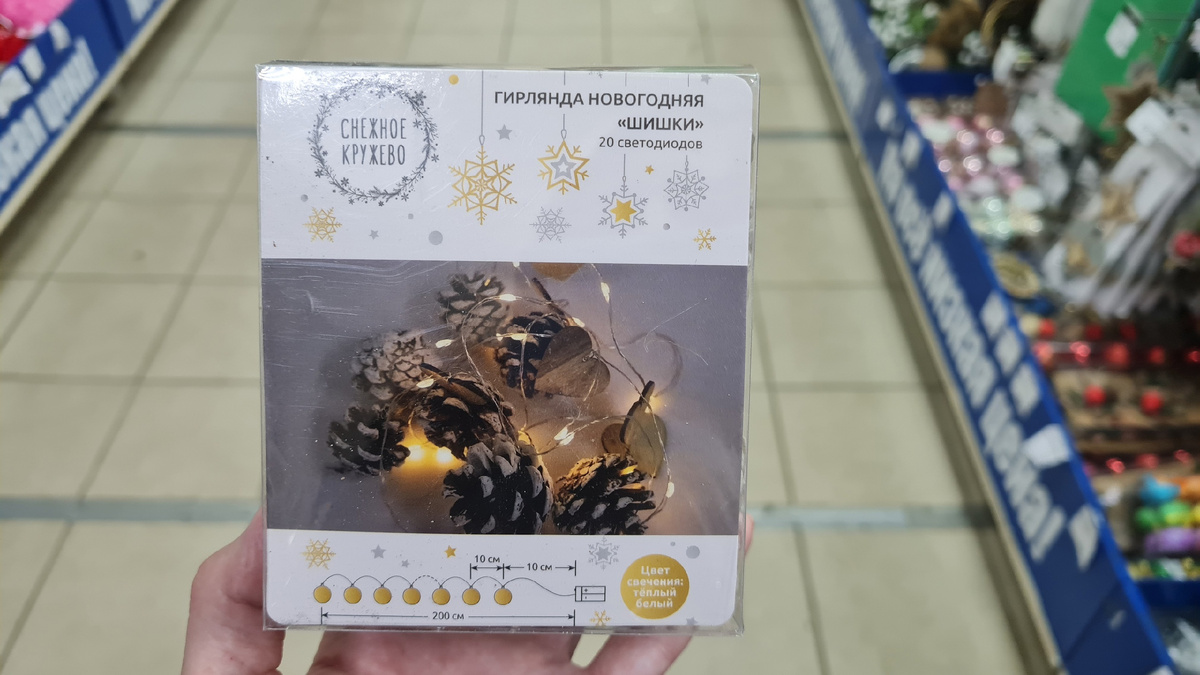 СНЕЖНОЕ
КРУЖЕВО
ГИРЛЯНДА НОВОГОДНЯЯ
«ШИШКИ»
20 светодиодов
10 см
10 см
200 см
Цвет
свечения:
тёплый
белый